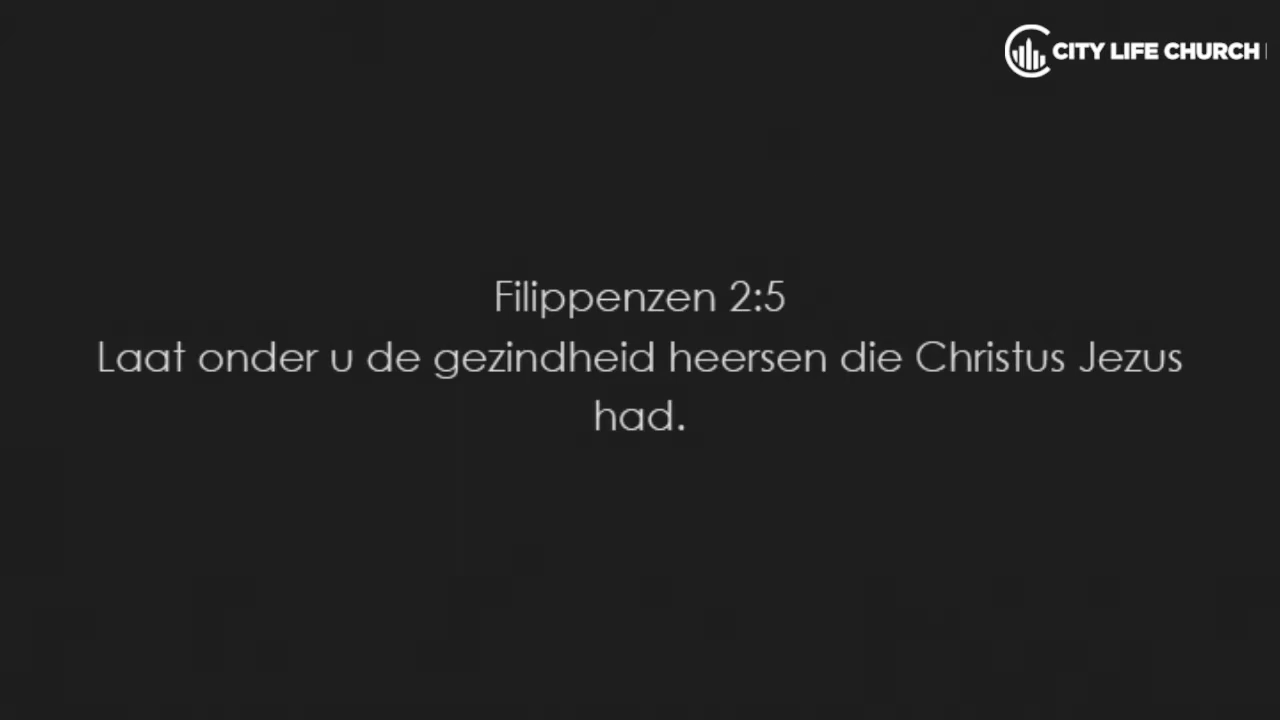 CITY LIFE CHURCH
Filippenzen 2:5
Laat onder u de gezindheid heersen die Christus Jezus
had.